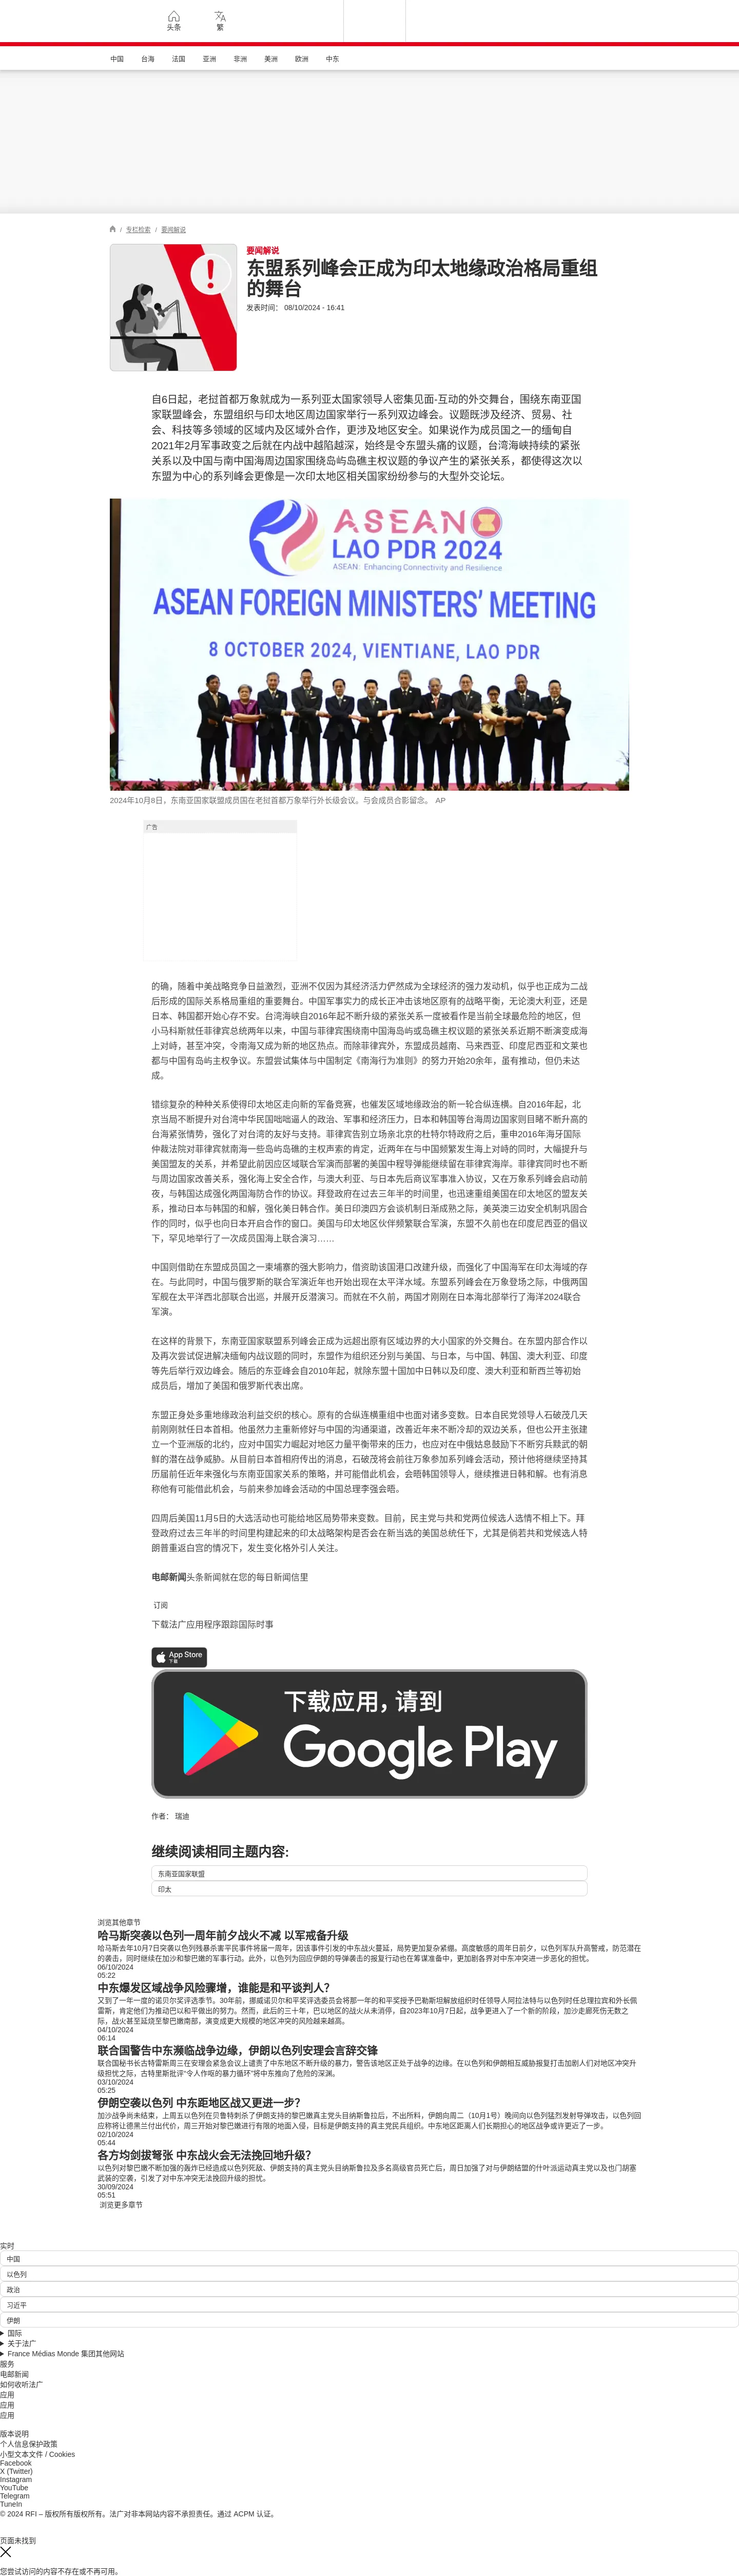 头条
繁
中国
台海
法国
亚洲
非洲
美洲
欧洲
中东
/ 专栏检索 / 要闻解说
要闻解说
东盟系列峰会正成为印太地缘政治格局重组
的舞台
发表时间： 08/10/2024 - 16:41
自6日起，老挝首都万象就成为一系列亚太国家领导人密集见面-互动的外交舞台，围绕东南亚国
家联盟峰会，东盟组织与印太地区周边国家举行一系列双边峰会。议题既涉及经济、贸易、社
会、科技等多领域的区域内及区域外合作，更涉及地区安全。如果说作为成员国之一的缅甸自
2021年2月军事政变之后就在内战中越陷越深，始终是令东盟头痛的议题，台湾海峡持续的紧张
关系以及中国与南中国海周边国家围绕岛屿岛礁主权议题的争议产生的紧张关系，都使得这次以
东盟为中心的系列峰会更像是一次印太地区相关国家纷纷参与的大型外交论坛。
ASEAN
LAO PDR 2024
ASEAN: Enhancing Connectivity and Resilience
ASEAN FOREIGN MINISTERS' MEETING
8 OCTOBER 2024, VIENTIANE, LAO PDR
2024年10月8日，东南亚国家联盟成员国在老挝首都万象举行外长级会议。与会成员合影留念。 AP
广告
的确，随着中美战略竞争日益激烈，亚洲不仅因为其经济活力俨然成为全球经济的强力发动机，似乎也正成为二战
后形成的国际关系格局重组的重要舞台。中国军事实力的成长正冲击该地区原有的战略平衡，无论澳大利亚，还是
日本、韩国都开始心存不安。台湾海峡自2016年起不断升级的紧张关系一度被看作是当前全球最危险的地区，但
小马科斯就任菲律宾总统两年以来，中国与菲律宾围绕南中国海岛屿或岛礁主权议题的紧张关系近期不断演变成海
上对峙，甚至冲突，令南海又成为新的地区热点。而除菲律宾外，东盟成员越南、马来西亚、印度尼西亚和文莱也
都与中国有岛屿主权争议。东盟尝试集体与中国制定《南海行为准则》的努力开始20余年，虽有推动，但仍未达
成。
错综复杂的种种关系使得印太地区走向新的军备竞赛，也催发区域地缘政治的新一轮合纵连横。自2016年起，北
京当局不断提升对台湾中华民国咄咄逼人的政治、军事和经济压力，日本和韩国等台海周边国家则目睹不断升高的
台海紧张情势，强化了对台湾的友好与支持。菲律宾告别立场亲北京的杜特尔特政府之后，重申2016年海牙国际
仲裁法院对菲律宾就南海一些岛屿岛礁的主权声索的肯定，近两年在与中国频繁发生海上对峙的同时，大幅提升与
美国盟友的关系，并希望此前因应区域联合军演而部署的美国中程导弹能继续留在菲律宾海岸。菲律宾同时也不断
与周边国家改善关系，强化海上安全合作，与澳大利亚、与日本先后商议军事准入协议，又在万象系列峰会启动前
夜，与韩国达成强化两国海防合作的协议。拜登政府在过去三年半的时间里，也迅速重组美国在印太地区的盟友关
系，推动日本与韩国的和解，强化美日韩合作。美日印澳四方会谈机制日渐成熟之际，美英澳三边安全机制巩固合
作的同时，似乎也向日本开启合作的窗口。美国与印太地区伙伴频繁联合军演，东盟不久前也在印度尼西亚的倡议
下，罕见地举行了一次成员国海上联合演习……
中国则借助在东盟成员国之一柬埔寨的强大影响力，借资助该国港口改建升级，而强化了中国海军在印太海域的存
在。与此同时，中国与俄罗斯的联合军演近年也开始出现在太平洋水域。东盟系列峰会在万象登场之际，中俄两国
军舰在太平洋西北部联合出巡，并展开反潜演习。而就在不久前，两国才刚刚在日本海北部举行了海洋2024联合
军演。
在这样的背景下，东南亚国家联盟系列峰会正成为远超出原有区域边界的大小国家的外交舞台。在东盟内部合作以
及再次尝试促进解决缅甸内战议题的同时，东盟作为组织还分别与美国、与日本，与中国、韩国、澳大利亚、印度
等先后举行双边峰会。随后的东亚峰会自2010年起，就除东盟十国加中日韩以及印度、澳大利亚和新西兰等初始
成员后，增加了美国和俄罗斯代表出席。
东盟正身处多重地缘政治利益交织的核心。原有的合纵连横重组中也面对诸多变数。日本自民党领导人石破茂几天
前刚刚就任日本首相。他虽然力主重新修好与中国的沟通渠道，改善近年来不断冷却的双边关系，但也公开主张建
立一个亚洲版的北约，应对中国实力崛起对地区力量平衡带来的压力，也应对在中俄姑息鼓励下不断穷兵黩武的朝
鲜的潜在战争威胁。从目前日本首相府传出的消息，石破茂将会前往万象参加系列峰会活动，预计他将继续坚持其
历届前任近年来强化与东南亚国家关系的策略，并可能借此机会，会晤韩国领导人，继续推进日韩和解。也有消息
称他有可能借此机会，与前来参加峰会活动的中国总理李强会晤。
四周后美国11月5日的大选活动也可能给地区局势带来变数。目前，民主党与共和党两位候选人选情不相上下。拜
登政府过去三年半的时间里构建起来的印太战略架构是否会在新当选的美国总统任下，尤其是倘若共和党候选人特
朗普重返白宫的情况下，发生变化格外引人关注。
电邮新闻头条新闻就在您的每日新闻信里
订阅
下载法广应用程序跟踪国际时事
App Store
下载
下载应用，请到
Google Play
作者： 瑞迪
继续阅读相同主题内容:
东南亚国家联盟
印太
浏览其他章节
哈马斯突袭以色列一周年前夕战火不减 以军戒备升级
哈马斯去年10月7日突袭以色列残暴杀害平民事件将届一周年，因该事件引发的中东战火蔓延，局势更加复杂紧绷。高度敏感的周年日前夕，以色列军队升高警戒，防范潜在
的袭击，同时继续在加沙和黎巴嫩的军事行动。此外，以色列为回应伊朗的导弹袭击的报复行动也在筹谋准备中，更加剧各界对中东冲突进一步恶化的担忧。
06/10/2024
05:22
中东爆发区域战争风险骤增，谁能是和平谈判人？
又到了一年一度的诺贝尔奖评选季节。30年前，挪威诺贝尔和平奖评选委员会将那一年的和平奖授予巴勒斯坦解放组织时任领导人阿拉法特与以色列时任总理拉宾和外长佩
雷斯，肯定他们为推动巴以和平做出的努力。然而，此后的三十年，巴以地区的战火从未消停，自2023年10月7日起，战争更进入了一个新的阶段，加沙走廊死伤无数之
际，战火甚至延烧至黎巴嫩南部，演变成更大规模的地区冲突的风险越来越高。
04/10/2024
06:14
联合国警告中东濒临战争边缘，伊朗以色列安理会言辞交锋
联合国秘书长古特雷斯周三在安理会紧急会议上谴责了中东地区不断升级的暴力，警告该地区正处于战争的边缘。在以色列和伊朗相互威胁报复打击加剧人们对地区冲突升
级担忧之际，古特里斯批评“令人作呕的暴力循环”将中东推向了危险的深渊。
03/10/2024
05:25
伊朗空袭以色列 中东距地区战又更进一步？
加沙战争尚未结束，上周五以色列在贝鲁特刺杀了伊朗支持的黎巴嫩真主党头目纳斯鲁拉后，不出所料，伊朗向周二（10月1号）晚间向以色列猛烈发射导弹攻击，以色列回
应称将让德黑兰付出代价，周三开始对黎巴嫩进行有限的地面入侵，目标是伊朗支持的真主党民兵组织。中东地区距离人们长期担心的地区战争或许更近了一步。
02/10/2024
05:44
各方均剑拔弩张 中东战火会无法挽回地升级？
以色列对黎巴嫩不断加强的轰炸已经造成以色列死敌、伊朗支持的真主党头目纳斯鲁拉及多名高级官员死亡后，周日加强了对与伊朗结盟的什叶派运动真主党以及也门胡塞
武装的空袭，引发了对中东冲突无法挽回升级的担忧。
30/09/2024
05:51
浏览更多章节
实时
中国
以色列
政治
习近平
伊朗
国际
关于法广
France Médias Monde 集团其他网站
服务
电邮新闻
如何收听法广
应用
应用
应用
版本说明
个人信息保护政策
小型文本文件 / Cookies
Facebook
X (Twitter)
Instagram
YouTube
Telegram
TuneIn
© 2024 RFI – 版权所有版权所有。法广对非本网站内容不承担责任。通过 ACPM 认证。
页面未找到
您尝试访问的内容不存在或不再可用。